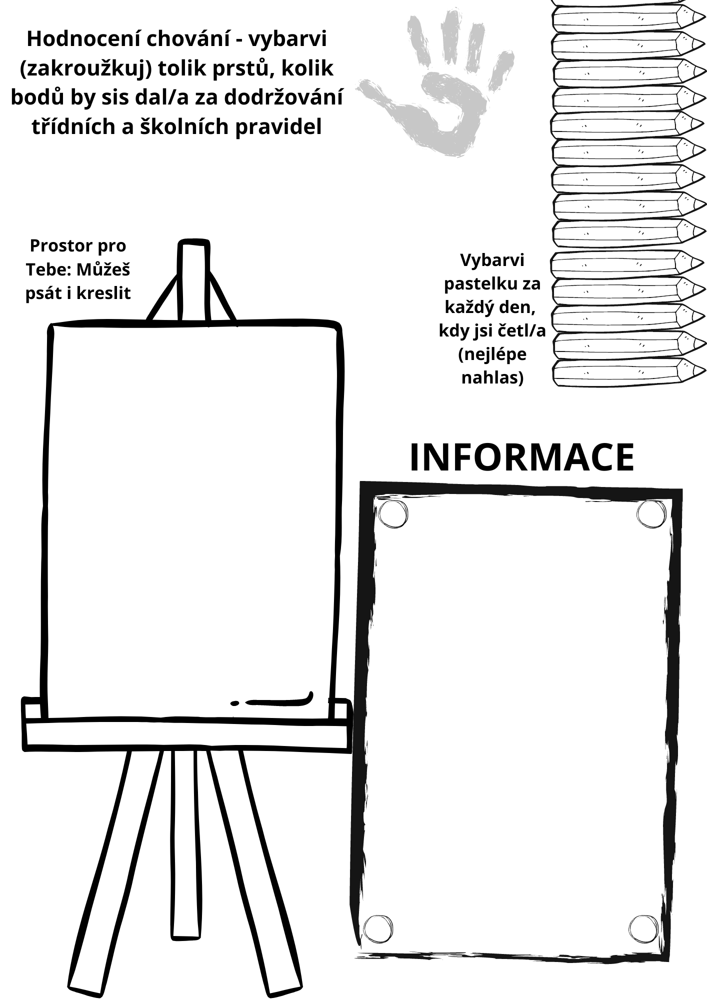 Hodnocení chování - vybarvi
(zakroužkuj) tolik prstů, kolik
bodů by sis dal/a za dodržování
třídních a školních pravidel
Prostor pro
Tebe: Můžeš
psát i kreslit
Vybarvi
pastelku za
každý den,
kdy jsi četl/a
(nejlépe
nahlas)
INFORMACE